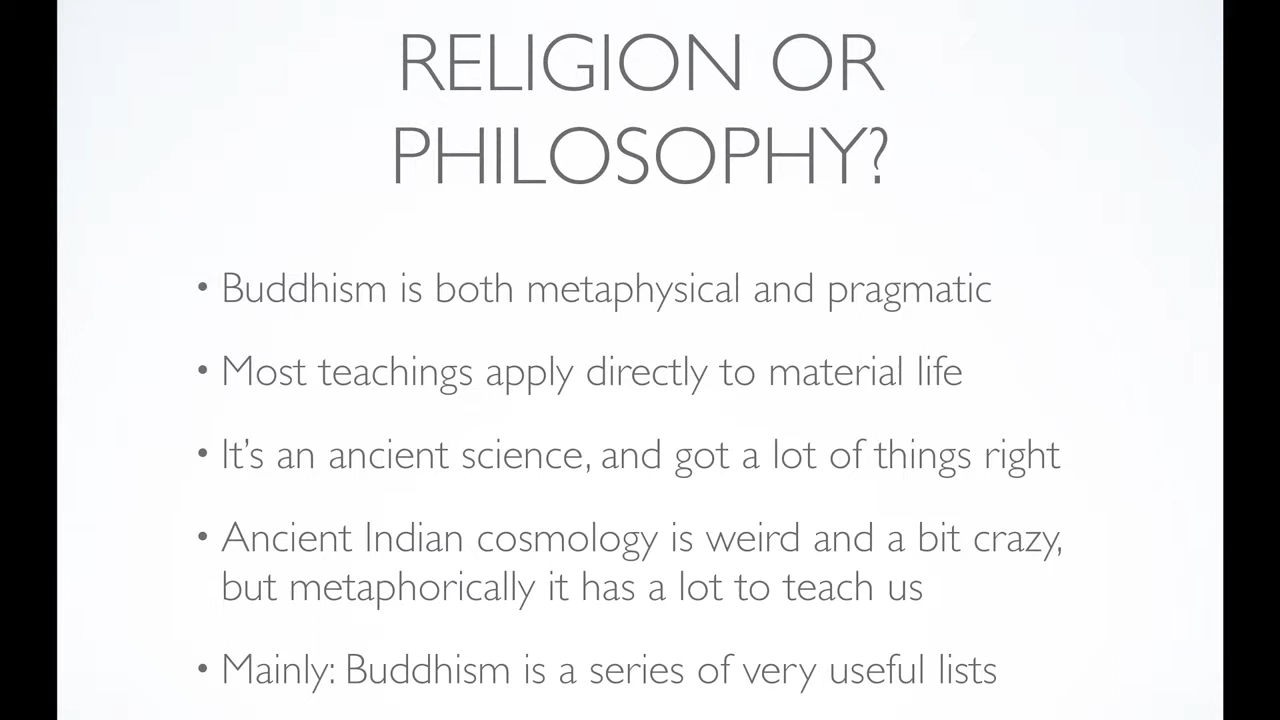 RELIGION OR
PHILOSOPHY?
• Buddhism is both metaphysical and pragmatic
• Most teachings apply directly to material life
• It’s an ancient science, and got a lot of things right
• Ancient Indian cosmology is weird and a bit crazy,
but metaphorically it has a lot to teach us
• Mainly: Buddhism is a series of very useful lists